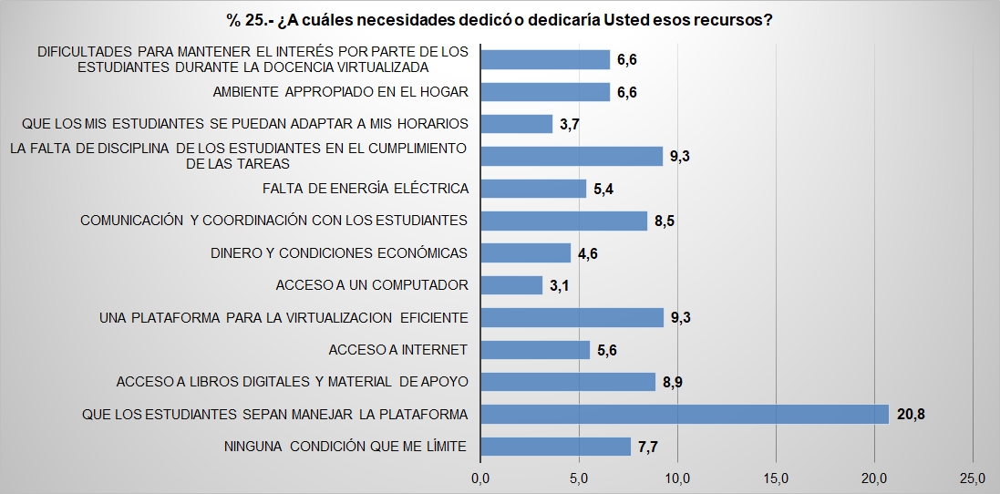 % 25.- ¿A cuáles necesidades dedicó o dedicaría Usted esos recursos?
DIFICULTADES PARA MANTENER EL INTERÉS POR PARTE DE LOS
ESTUDIANTES DURANTE LA DOCENCIA VIRTUALIZADA
6,6
AMBIENTE APPROPIADO EN EL HOGAR
6,6
QUE LOS MIS ESTUDIANTES SE PUEDAN ADAPTAR A MIS HORARIOS
3,7
LA FALTA DE DISCIPLINA DE LOS ESTUDIANTES EN EL CUMPLIMIENTO
DE LAS TAREAS
9,3
FALTA DE ENERGÍA ELÉCTRICA
5,4
COMUNICACIÓN Y COORDINACIÓN CON LOS ESTUDIANTES
8,5
DINERO Y CONDICIONES ECONÓMICAS
4,6
ACCESO A UN COMPUTADOR
3,1
UNA PLATAFORMA PARA LA VIRTUALIZACION EFICIENTE
9,3
ACCESO A INTERNET
5,6
ACCESO A LIBROS DIGITALES Y MATERIAL DE APOYO
8,9
QUE LOS ESTUDIANTES SEPAN MANEJAR LA PLATAFORMA
20,8
NINGUNA CONDICIÓN QUE ME LÍMITE
7,7
0,0 5,0 10,0 15,0 20,0 25,0